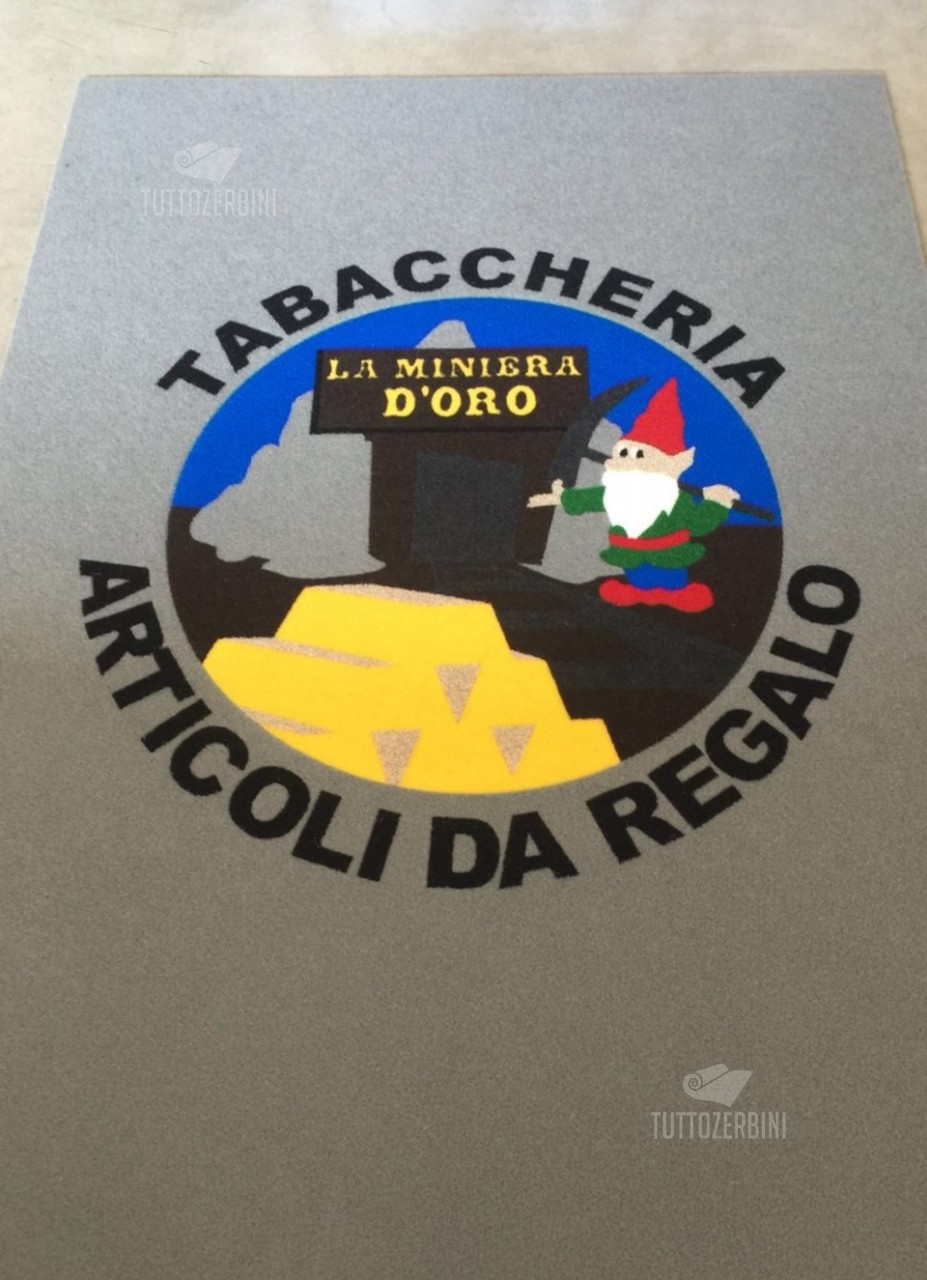 TUTTOZERBINI
TABACCHERIA
LA MINIERA
D'ORO
ARTICOLI DA REGALO
TUTTOZERBINI